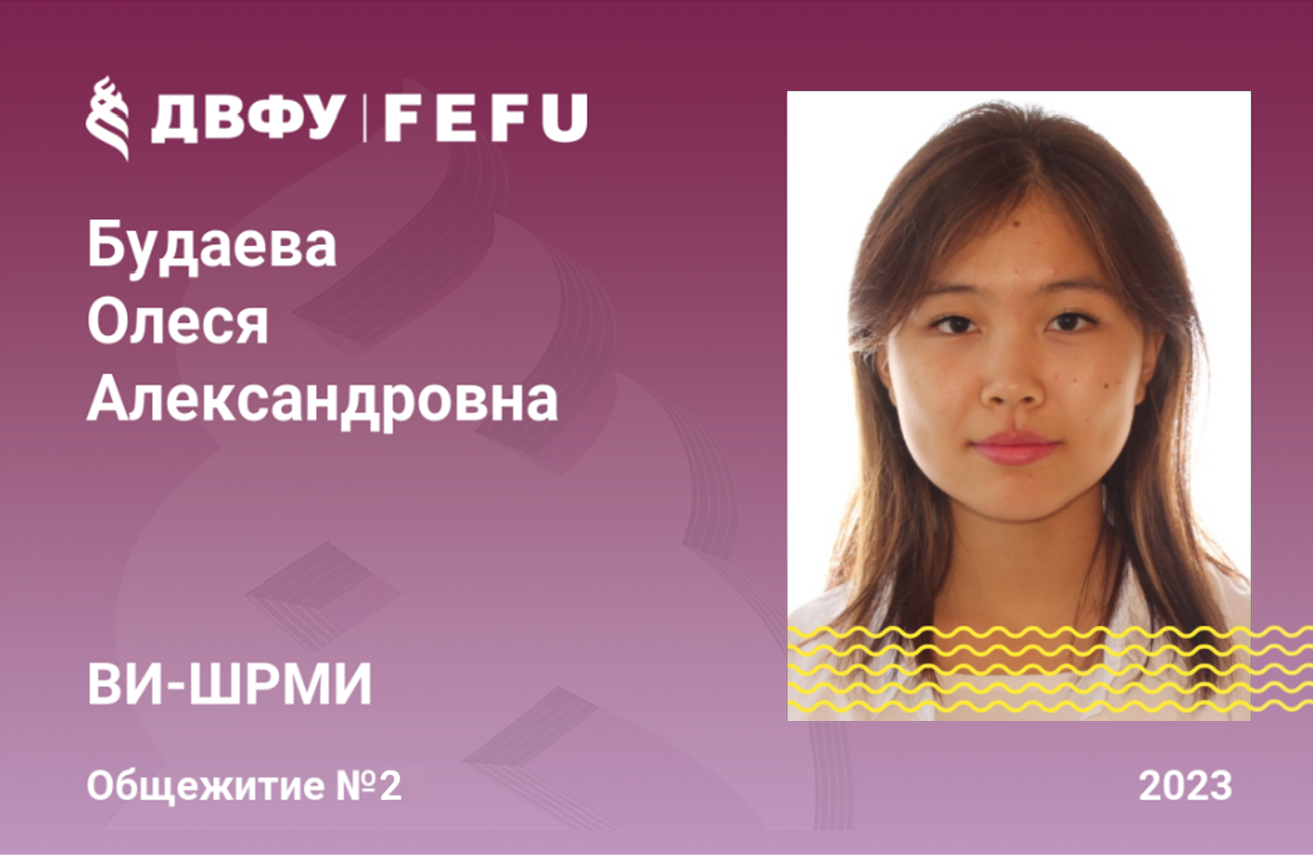 ДВФУ | FEFU
Будаева
Олеся
Александровна
ВИ-ШРМИ
Общежитие №2
2023